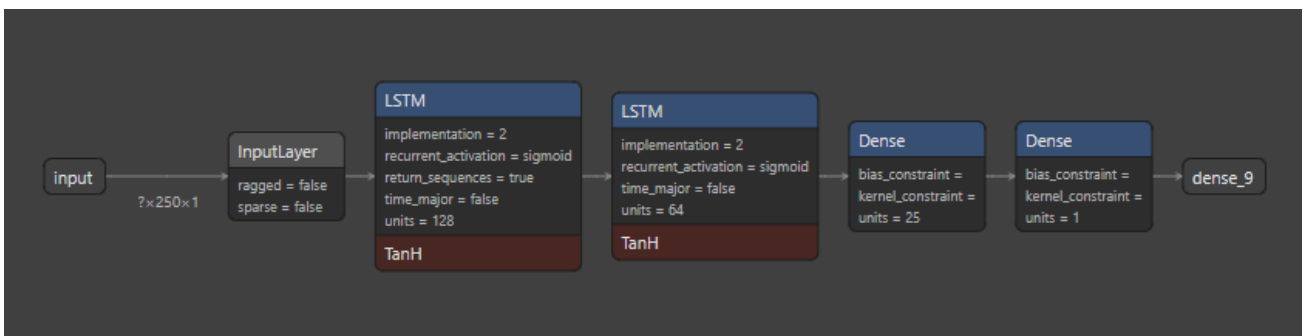 input
?×250×1
InputLayer
ragged = false
sparse = false
LSTM
implementation = 2
recurrent_activation = sigmoid
return_sequences = true
time_major = false
units = 128
TanH
LSTM
implementation = 2
recurrent_activation = sigmoid
time_major = false
units = 64
TanH
Dense
bias_constraint =
kernel_constraint =
units = 25
Dense
bias_constraint =
kernel_constraint =
units = 1
dense_9